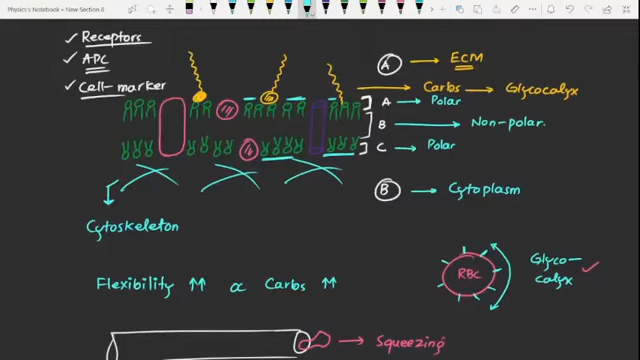 Physics's Notebook » New Section 6
✓ Receptors
✓ APC
✓ Cell-marker
A → ECM
Carbs → Glycocalyx
A → Polar
B → Non-polar.
C → Polar
B → Cytoplasm
Cytoskeleton
Flexibility ↑↑ ∝ Carbs ↑↑
RBC
Glyco-
calyx ✓
→ Squeezing